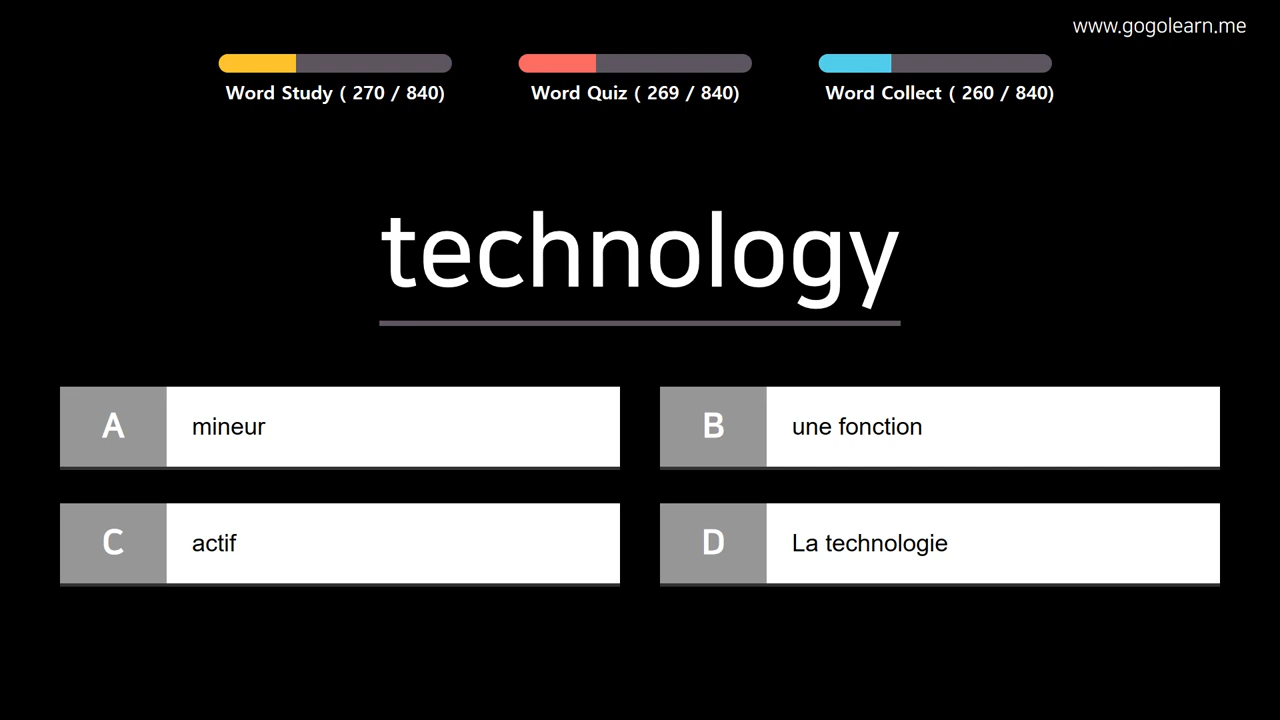 www.gogolearn.me
Word Study ( 270 / 840)
Word Quiz ( 269 / 840)
Word Collect ( 260 / 840)
technology
A
mineur
B
une fonction
C
actif
D
La technologie